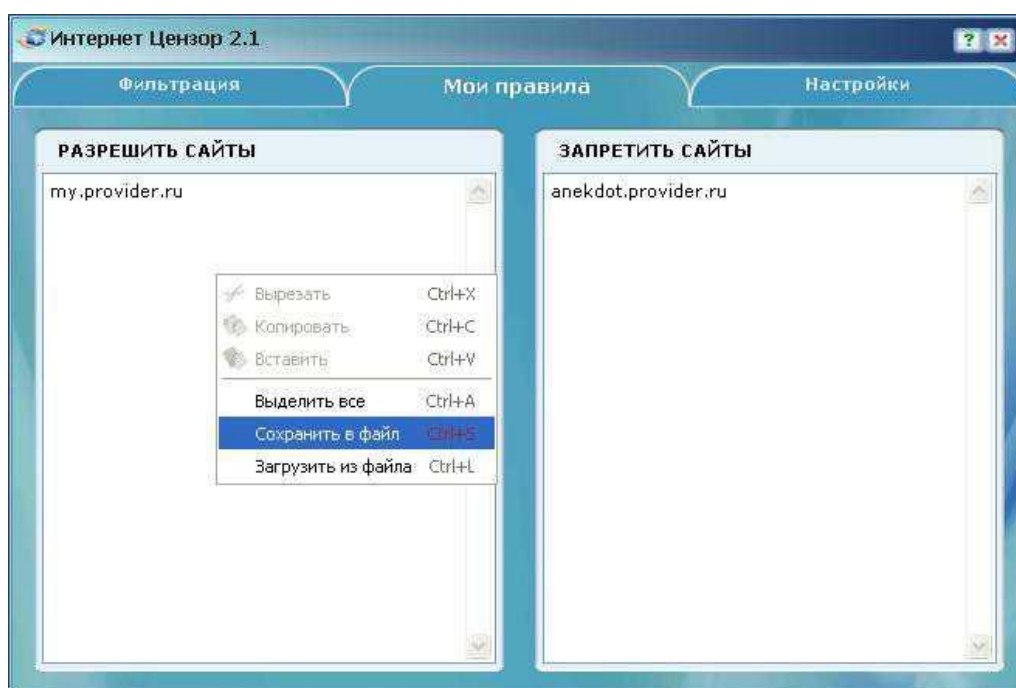 Интернет Цензор 2.1
?
Фильтрация Мои правила Настройки
РАЗРЕШИТЬ САЙТЫ
my.provider.ru
Вырезать Ctrl+X
Копировать Ctrl+C
Вставить Ctrl+V
Выделить все Ctrl+A
Сохранить в файл Ctrl+S
Загрузить из файла Ctrl+L
ЗАПРЕТИТЬ САЙТЫ
anekdot.provider.ru